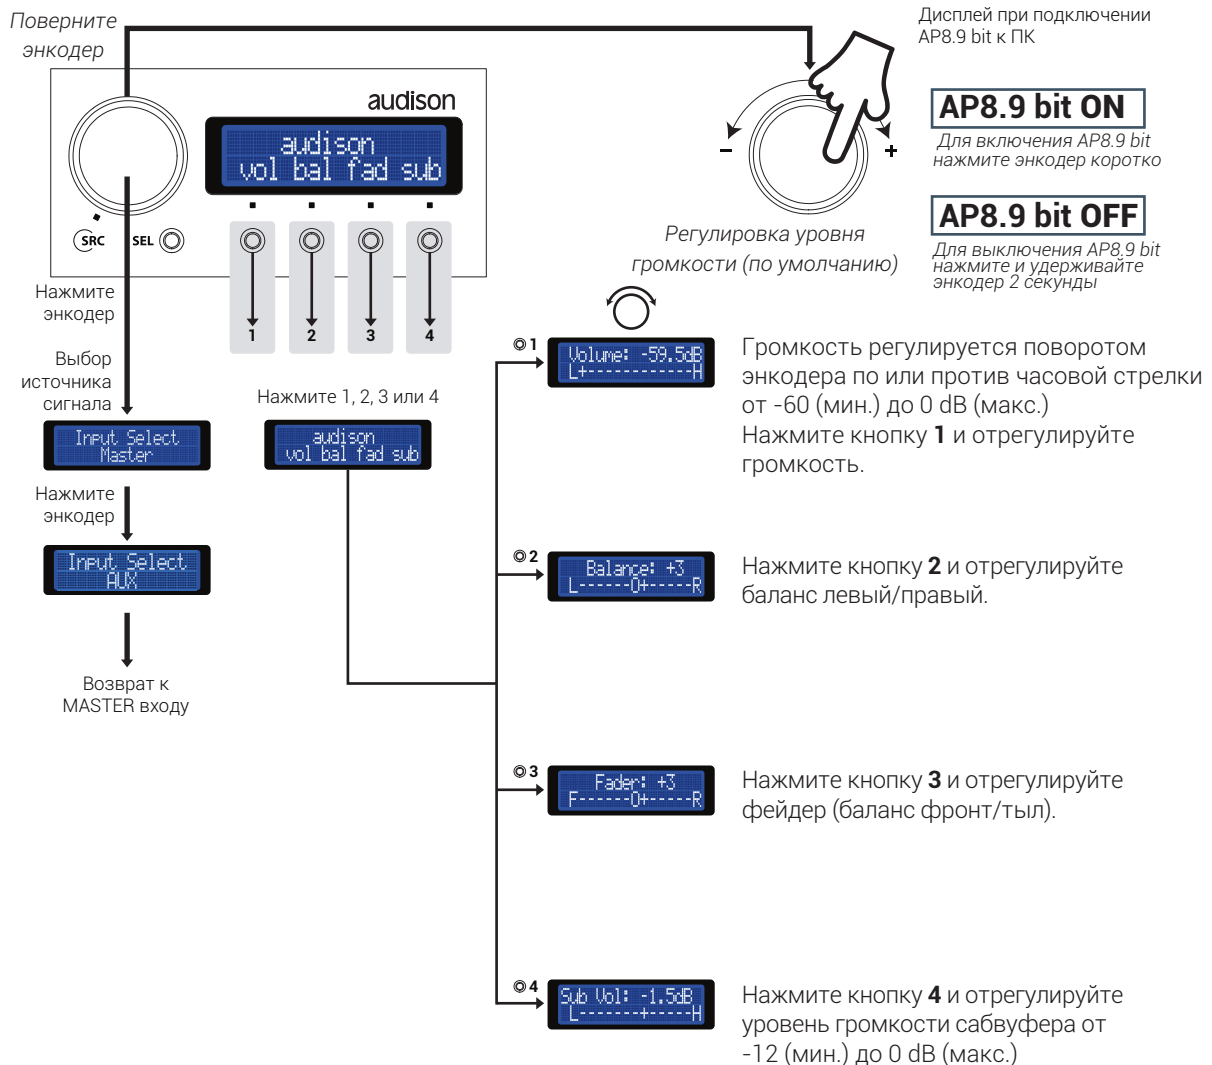 Поверните
энкодер
audison
audison
vol bal fad sub
SRC
SEL
1
2
3
4
Нажмите
энкодер
Выбор
источника
сигнала
Input Select
Master
Нажмите
энкодер
Input Select
AUX
Возврат к
MASTER входу
Нажмите 1, 2, 3 или 4
audison
vol bal fad sub
-
+
Регулировка уровня
громкости (по умолчанию)
Дисплей при подключении
AP8.9 bit к ПК
AP8.9 bit ON
Для включения AP8.9 bit
нажмите энкодер коротко
AP8.9 bit OFF
Для выключения AP8.9 bit
нажмите и удерживайте
энкодер 2 секунды
1
Volume: -59.5dB
L+------------H
Громкость регулируется поворотом
энкодера по или против часовой стрелки
от -60 (мин.) до 0 dB (макс.)
Нажмите кнопку 1 и отрегулируйте
громкость.
2
Balance: +3
L------0+-----R
Нажмите кнопку 2 и отрегулируйте
баланс левый/правый.
3
Fader: +3
F------0+-----R
Нажмите кнопку 3 и отрегулируйте
фейдер (баланс фронт/тыл).
4
Sub Vol: -1.5dB
L-------+-----H
Нажмите кнопку 4 и отрегулируйте
уровень громкости сабвуфера от
-12 (мин.) до 0 dB (макс.)